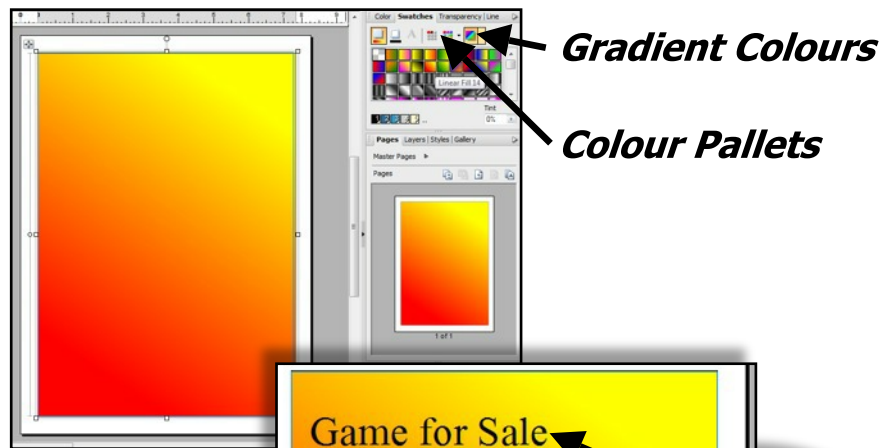 Color Swatches Transparency Line
Gradient Colours
Linear Fill 14
Tint
0%
Colour Pallets
Pages Layers Styles Gallery
Master Pages
Pages
1 of 1
Game for Sale